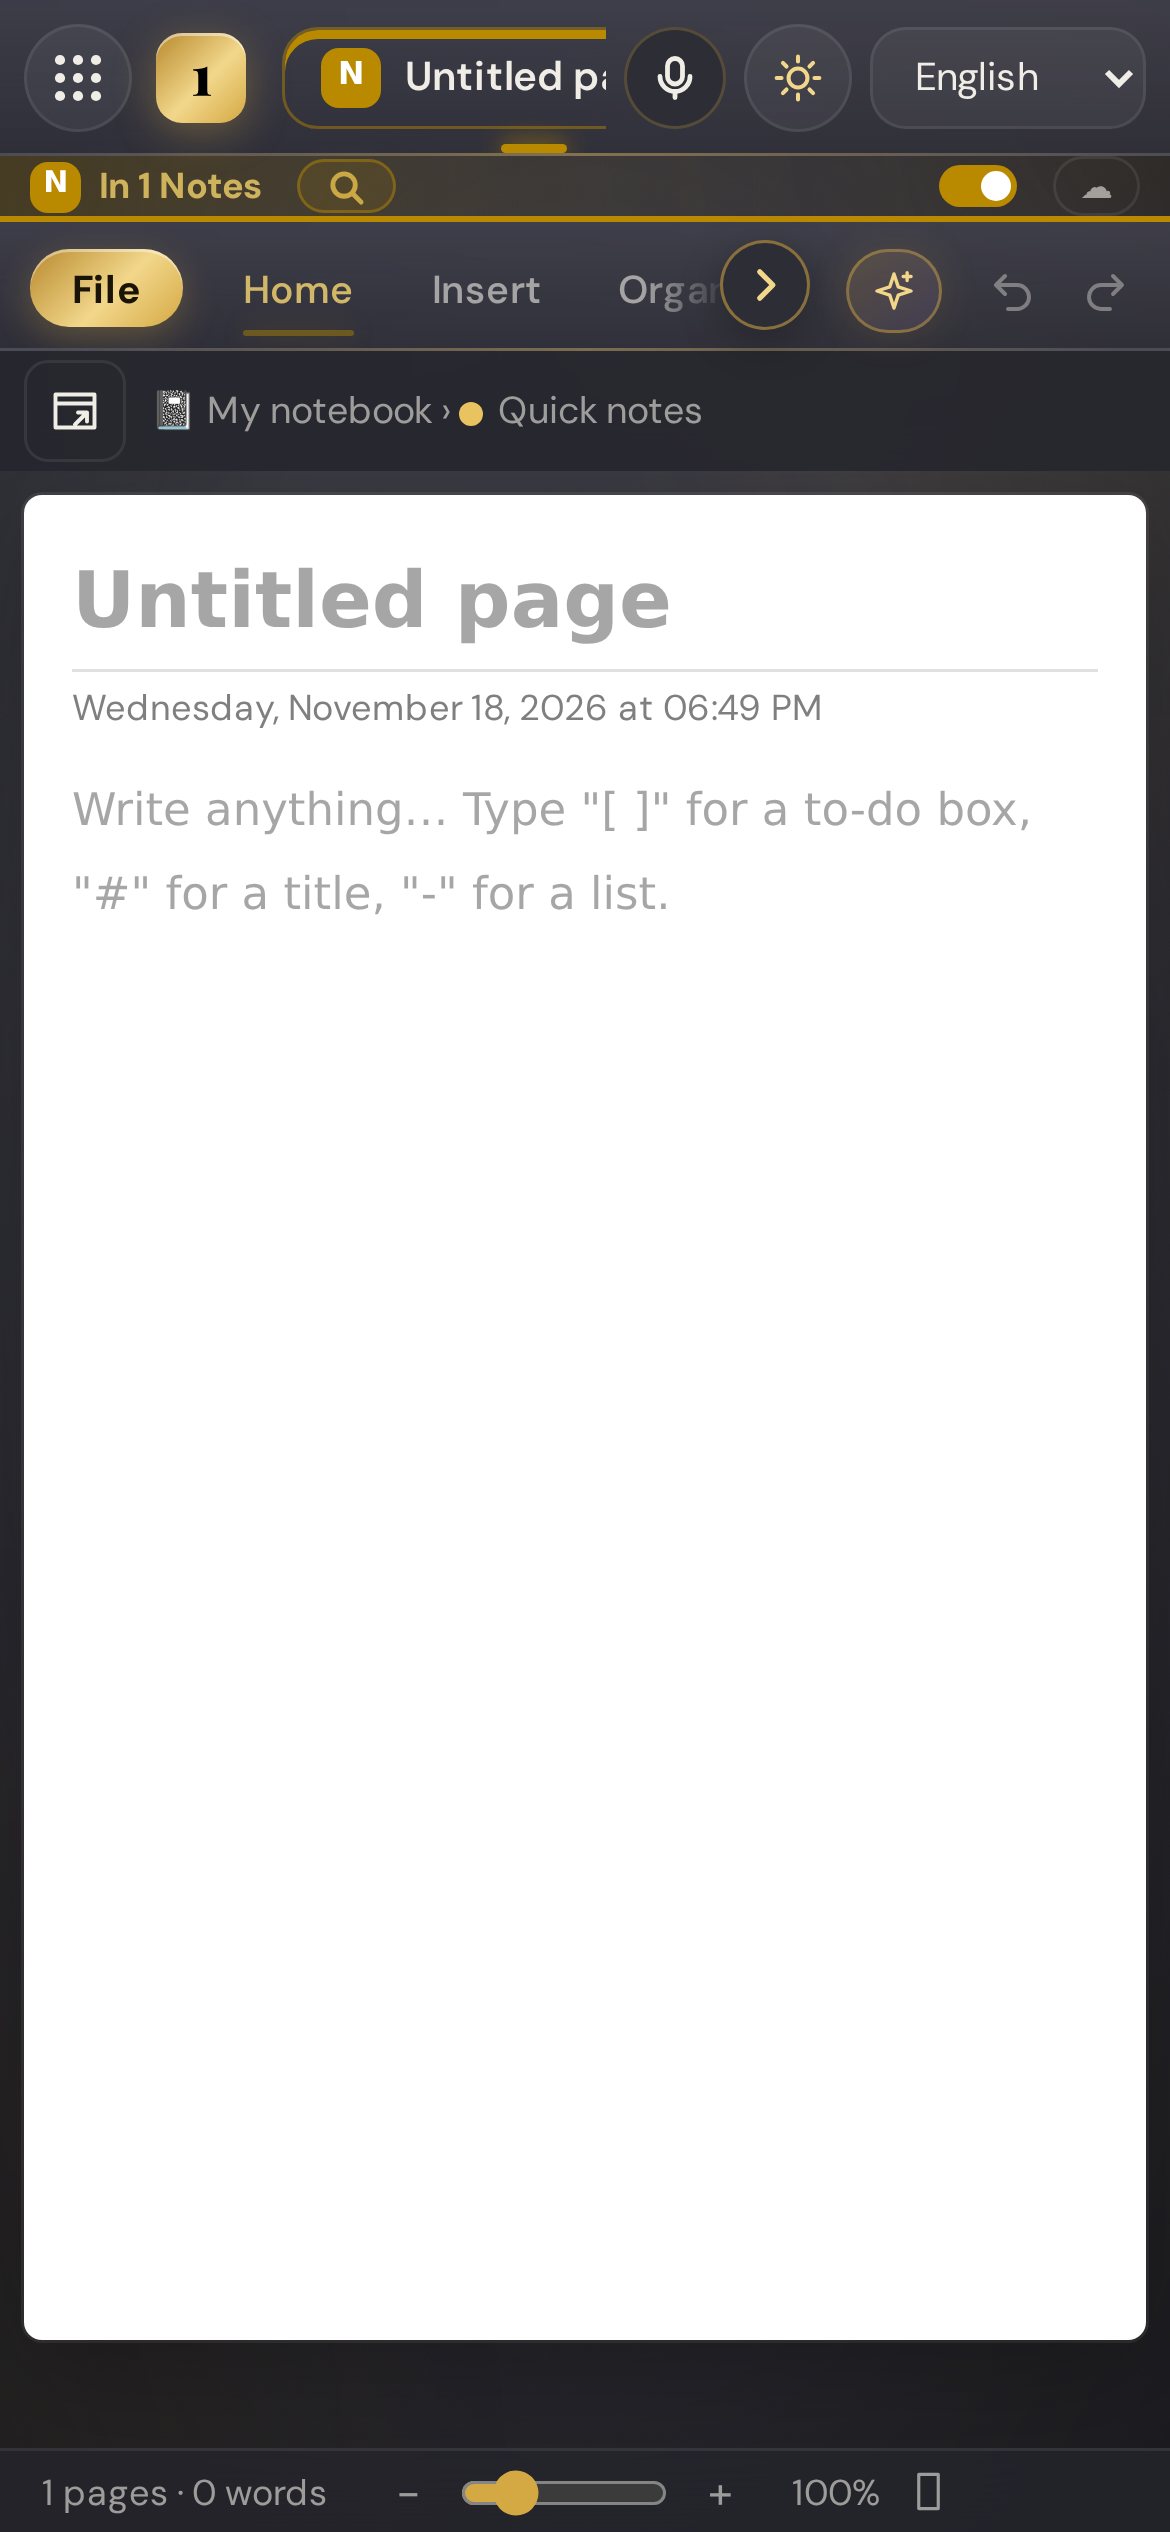 1
N Untitled pa
English
N In 1 Notes
File Home Insert Organ
My notebook › Quick notes
Untitled page
Wednesday, November 18, 2026 at 06:49 PM
Write anything... Type "[ ]" for a to-do box,
"#" for a title, "-" for a list.
1 pages · 0 words − + 100%